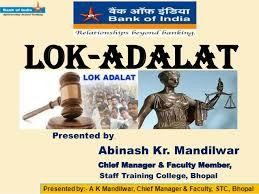 Bank of India
बैंक ऑफ़ इंडिया
Bank of India
Relationships beyond banking.
LOK-ADALAT
LOK ADALAT
Presented by
Abinash Kr. Mandilwar
Chief Manager & Faculty Member,
Staff Training College, Bhopal
Presented by:- A K Mandilwar, Chief Manager & Faculty, STC, Bhopal